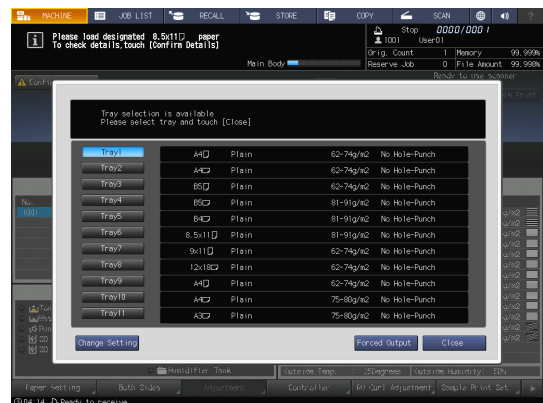 MACHINE JOB LIST RECALL STORE COPY SCAN
Please load designated 8.5x11 paper
To check details,touch [Confirm Details]
Main Body
Stop 0000/0001
1001 User01
Orig. Count 1 Memory 99.999%
Reserve Job 0 File Amount 99.998%
Ready to use scanner
Tray selection is available
Please select tray and touch [Close]
Tray1 A4 Plain 62-74g/m2 No Hole-Punch
Tray2 A4 Plain 62-74g/m2 No Hole-Punch
Tray3 B5 Plain 62-74g/m2 No Hole-Punch
Tray4 B5 Plain 81-91g/m2 No Hole-Punch
Tray5 B4 Plain 81-91g/m2 No Hole-Punch
Tray6 8.5x11 Plain 62-74g/m2 No Hole-Punch
Tray7 9x11 Plain 62-74g/m2 No Hole-Punch
Tray8 12x18 Plain 62-74g/m2 No Hole-Punch
Tray9 A4 Plain 62-74g/m2 No Hole-Punch
Tray10 A4 Plain 75-80g/m2 No Hole-Punch
Tray11 A3 Plain 75-80g/m2 No Hole-Punch
No.
1001
Change Setting Forced Output Close
Humidifier Tank Outside Temp. : 25Degrees Outside Humidity: 50%
Paper Setting Both Sides Adjustment Controller RU Curl Adjustment Sample Print Set.
04:14 Ready to receive